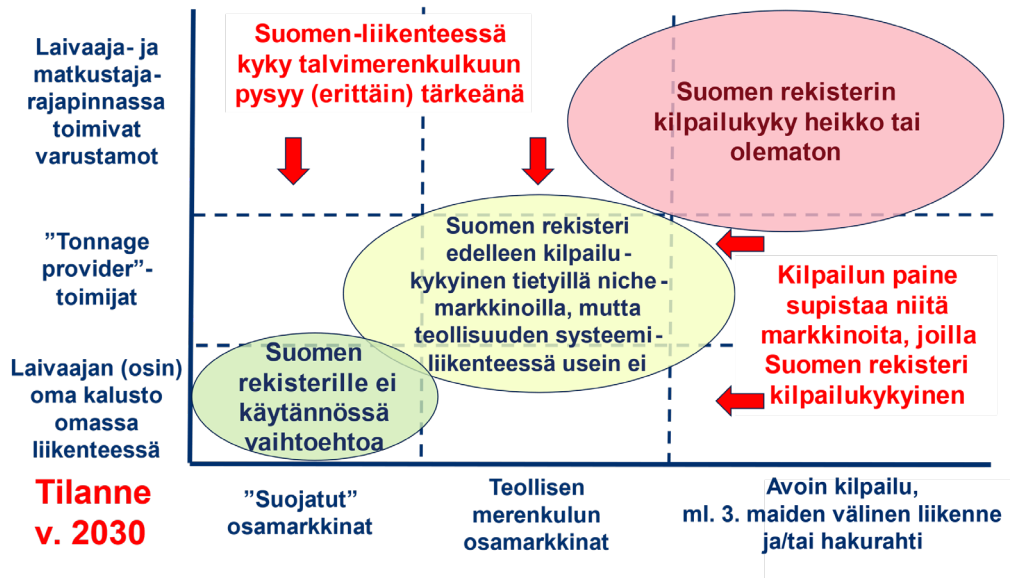 Laivaaja- ja
matkustaja-
rajapinnassa
toimivat
varustamot
Suomen-liikenteessä
kyky talvimerenkulkuun
pysyy (erittäin) tärkeänä
Suomen rekisterin
kilpailukyky heikko tai
olematon
”Tonnage
provider”-
toimijat
Suomen rekisteri
edelleen kilpailu-
kykyinen tietyillä niche-
markkinoilla, mutta
teollisuuden systeemi-
liikenteessä usein ei
Kilpailun paine
supistaa niitä
markkinoita, joilla
Suomen rekisteri
kilpailukykyinen
Laivaajan (osin)
oma kalusto
omassa
liikenteessä
Suomen
rekisterille ei
käytännössä
vaihtoehtoa
Tilanne
v. 2030
”Suojatut”
osamarkkinat
Teollisen
merenkulun
osamarkkinat
Avoin kilpailu,
ml. 3. maiden välinen liikenne
ja/tai hakurahti